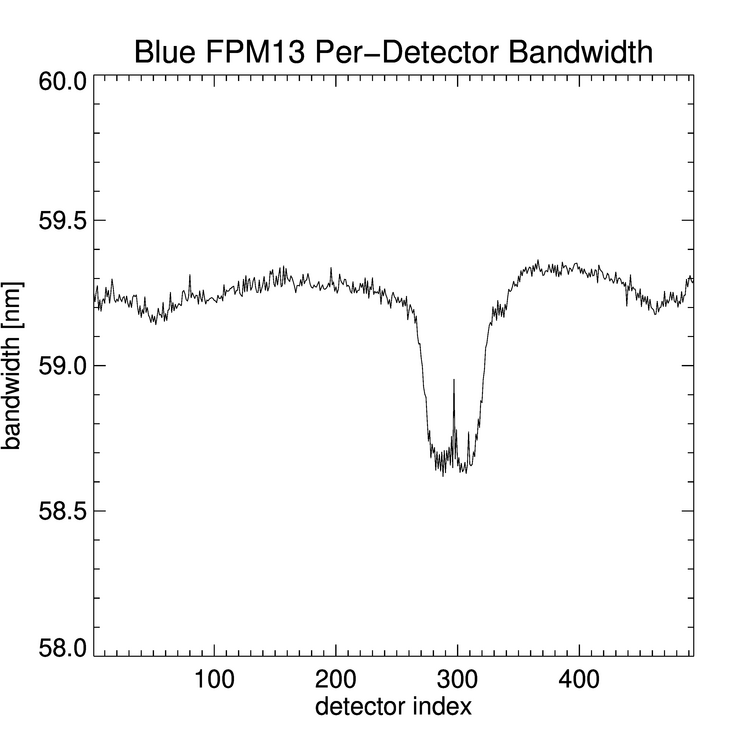 Blue FPM13 Per−Detector Bandwidth
60.0
59.5
59.0
58.5
58.0
bandwidth [nm]
100 200 300 400
detector index